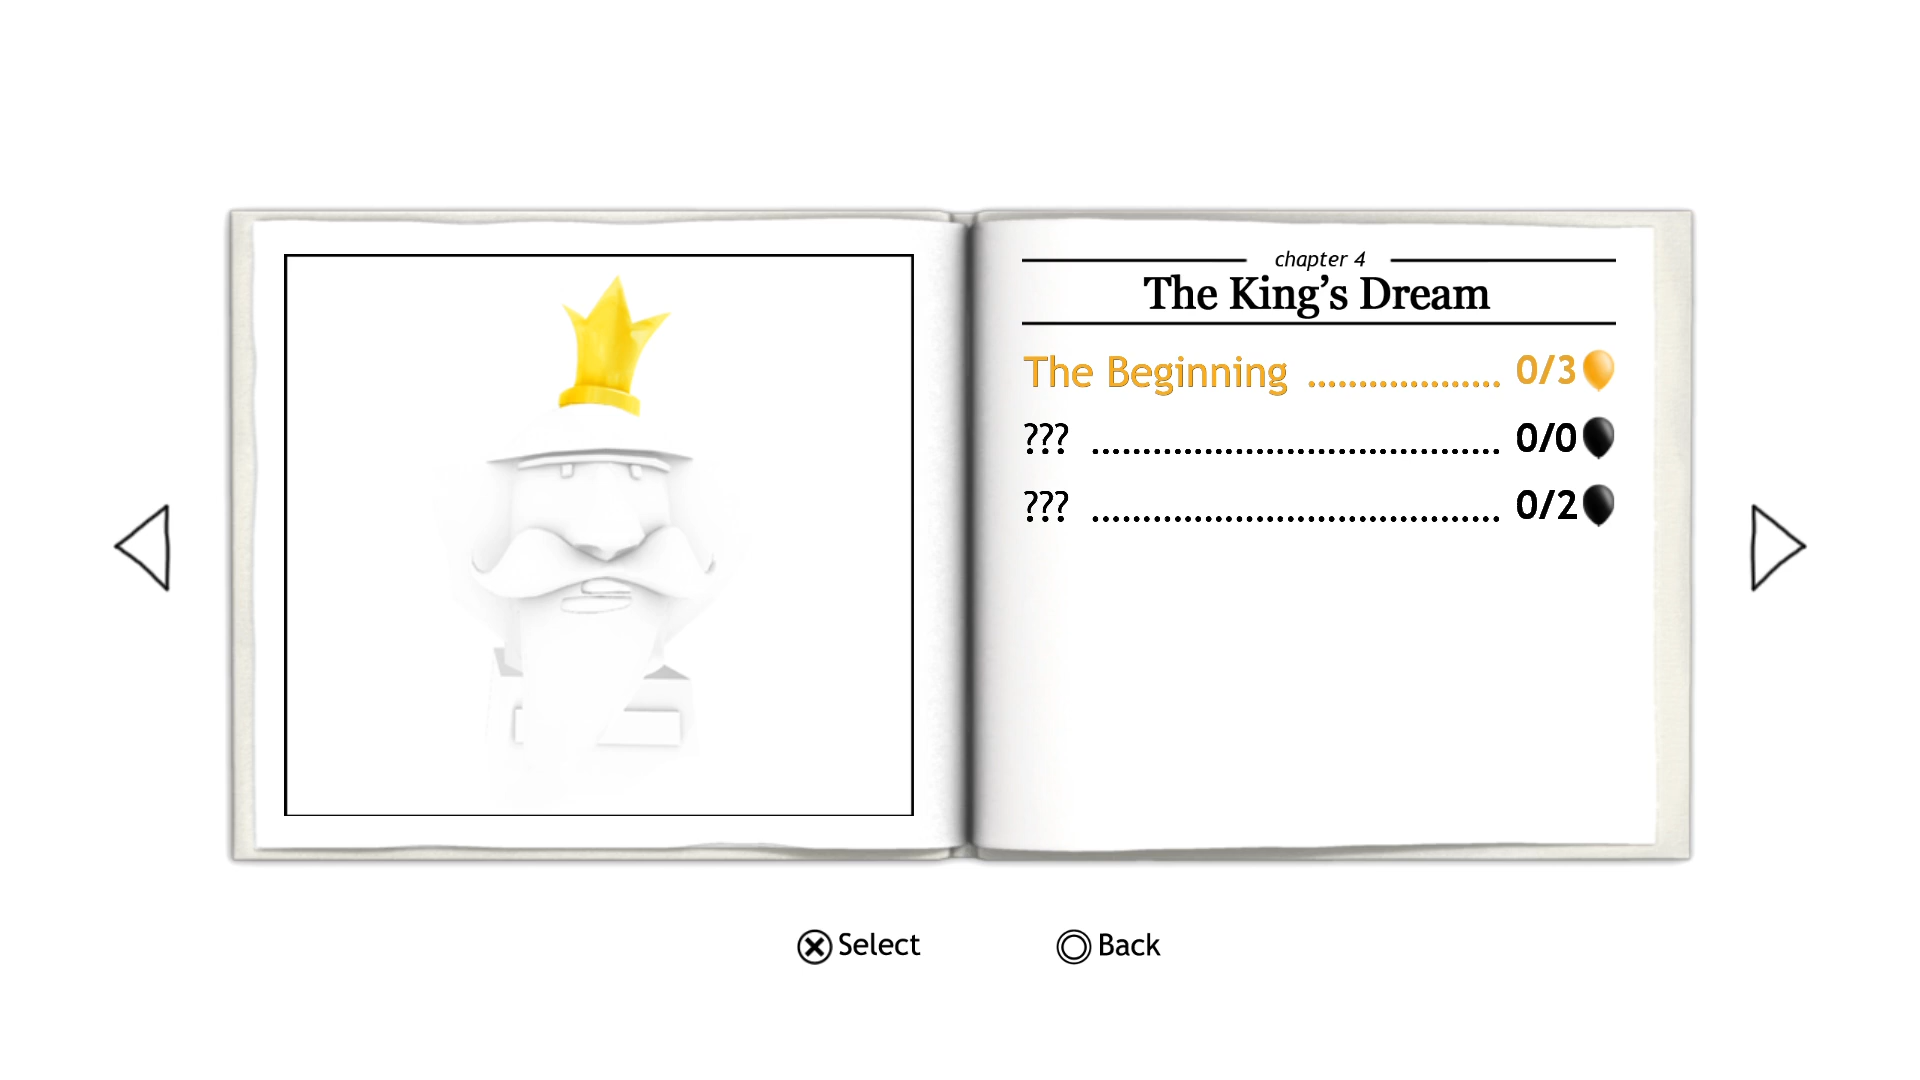 chapter 4
The King's Dream
The Beginning ................... 0/3
??? ........................................ 0/0
??? ........................................ 0/2
Select
Back